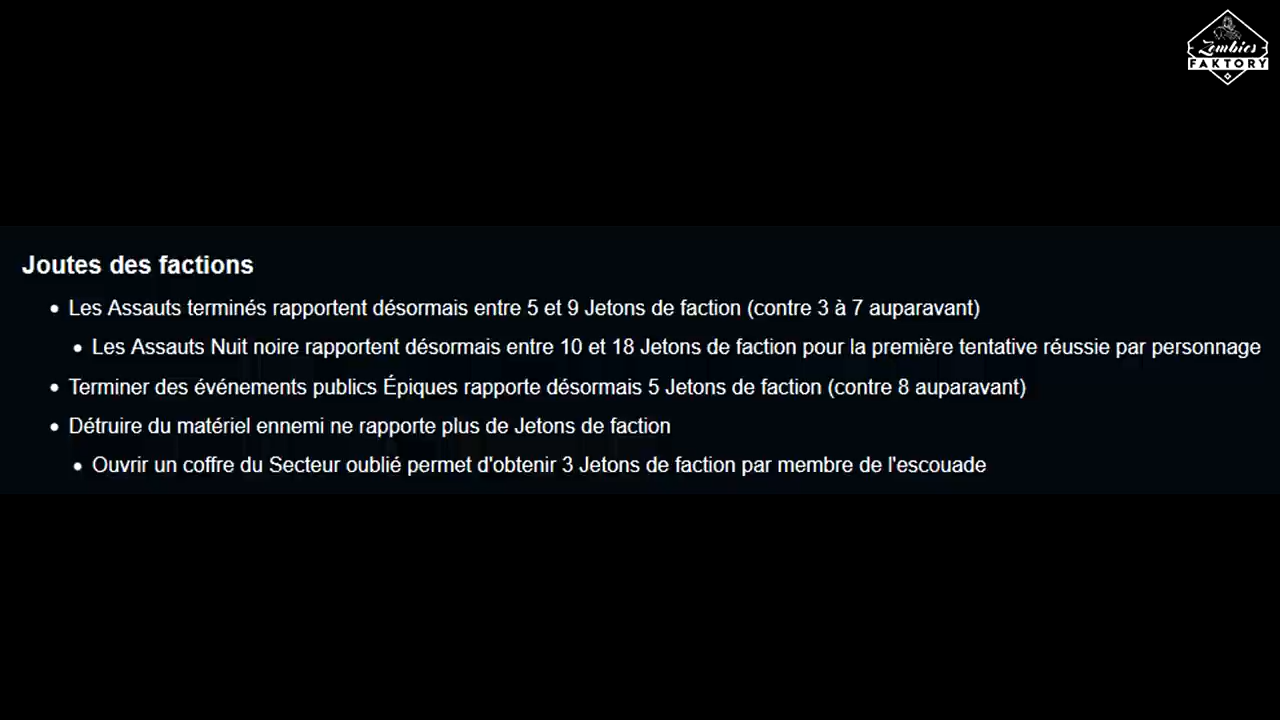 Zombies
FAKTORY
Joutes des factions
• Les Assauts terminés rapportent désormais entre 5 et 9 Jetons de faction (contre 3 à 7 auparavant)
• Les Assauts Nuit noire rapportent désormais entre 10 et 18 Jetons de faction pour la première tentative réussie par personnage
• Terminer des événements publics Épiques rapporte désormais 5 Jetons de faction (contre 8 auparavant)
• Détruire du matériel ennemi ne rapporte plus de Jetons de faction
• Ouvrir un coffre du Secteur oublié permet d'obtenir 3 Jetons de faction par membre de l'escouade